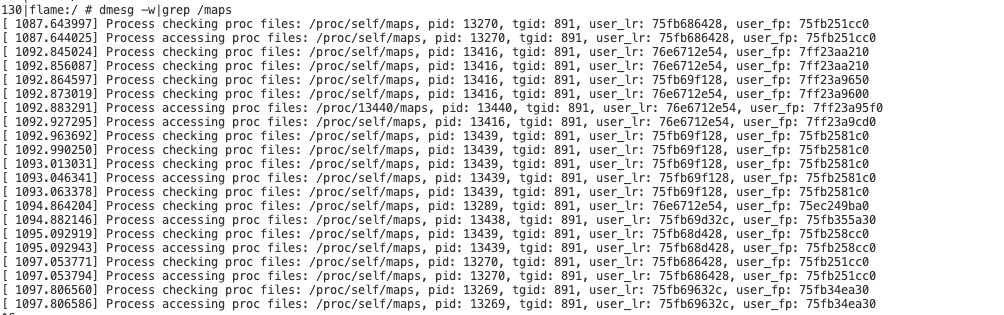 130|flame:/ # dmesg -w|grep /maps
[ 1087.643997] Process checking proc files: /proc/self/maps, pid: 13270, tgid: 891, user_lr: 75fb686428, user_fp: 75fb251cc0
[ 1087.644025] Process accessing proc files: /proc/self/maps, pid: 13270, tgid: 891, user_lr: 75fb686428, user_fp: 75fb251cc0
[ 1092.845024] Process checking proc files: /proc/self/maps, pid: 13416, tgid: 891, user_lr: 76e6712e54, user_fp: 7ff23aa210
[ 1092.856087] Process checking proc files: /proc/self/maps, pid: 13416, tgid: 891, user_lr: 76e6712e54, user_fp: 7ff23aa210
[ 1092.864597] Process checking proc files: /proc/self/maps, pid: 13416, tgid: 891, user_lr: 75fb69f128, user_fp: 7ff23a9650
[ 1092.873019] Process checking proc files: /proc/self/maps, pid: 13416, tgid: 891, user_lr: 76e6712e54, user_fp: 7ff23a9600
[ 1092.883291] Process accessing proc files: /proc/13440/maps, pid: 13440, tgid: 891, user_lr: 76e6712e54, user_fp: 7ff23a95f0
[ 1092.927295] Process checking proc files: /proc/self/maps, pid: 13416, tgid: 891, user_lr: 76e6712e54, user_fp: 7ff23a9cd0
[ 1092.963692] Process checking proc files: /proc/self/maps, pid: 13439, tgid: 891, user_lr: 75fb69f128, user_fp: 75fb2581c0
[ 1092.990250] Process checking proc files: /proc/self/maps, pid: 13439, tgid: 891, user_lr: 75fb69f128, user_fp: 75fb2581c0
[ 1093.013031] Process checking proc files: /proc/self/maps, pid: 13439, tgid: 891, user_lr: 75fb69f128, user_fp: 75fb2581c0
[ 1093.046341] Process accessing proc files: /proc/self/maps, pid: 13439, tgid: 891, user_lr: 75fb69f128, user_fp: 75fb2581c0
[ 1093.063378] Process checking proc files: /proc/self/maps, pid: 13439, tgid: 891, user_lr: 75fb69f128, user_fp: 75fb2581c0
[ 1094.864204] Process checking proc files: /proc/self/maps, pid: 13289, tgid: 891, user_lr: 76e6712e54, user_fp: 75ec249ba0
[ 1094.882146] Process accessing proc files: /proc/self/maps, pid: 13438, tgid: 891, user_lr: 75fb69d32c, user_fp: 75fb355a30
[ 1095.092919] Process checking proc files: /proc/self/maps, pid: 13439, tgid: 891, user_lr: 75fb68d428, user_fp: 75fb258cc0
[ 1095.092943] Process accessing proc files: /proc/self/maps, pid: 13439, tgid: 891, user_lr: 75fb68d428, user_fp: 75fb258cc0
[ 1097.053771] Process checking proc files: /proc/self/maps, pid: 13270, tgid: 891, user_lr: 75fb686428, user_fp: 75fb251cc0
[ 1097.053794] Process accessing proc files: /proc/self/maps, pid: 13270, tgid: 891, user_lr: 75fb686428, user_fp: 75fb251cc0
[ 1097.806560] Process checking proc files: /proc/self/maps, pid: 13269, tgid: 891, user_lr: 75fb69632c, user_fp: 75fb34ea30
[ 1097.806586] Process accessing proc files: /proc/self/maps, pid: 13269, tgid: 891, user_lr: 75fb69632c, user_fp: 75fb34ea30